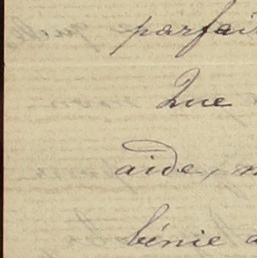 parfai
Que
aide, n
bénie a